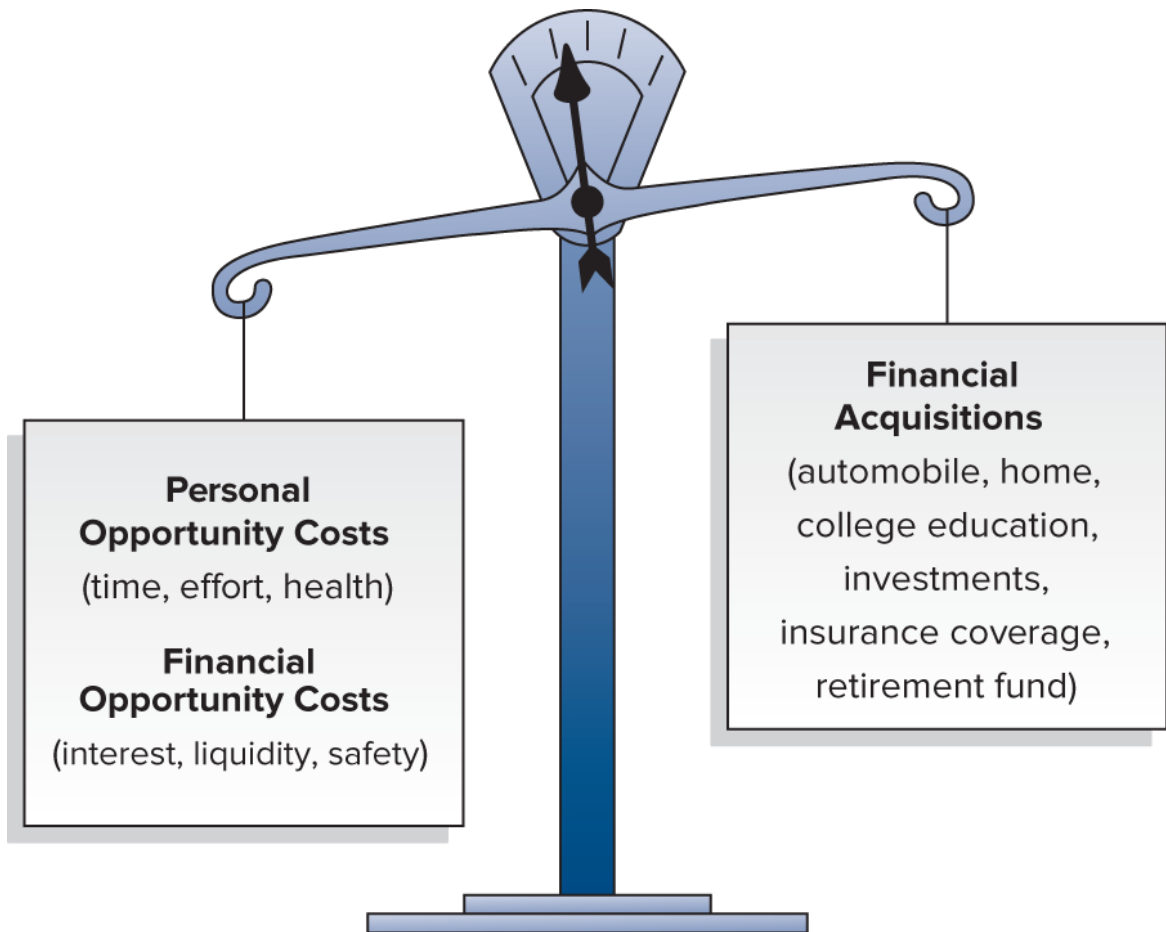 Personal
Opportunity Costs
(time, effort, health)
Financial
Opportunity Costs
(interest, liquidity, safety)
Financial
Acquisitions
(automobile, home,
college education,
investments,
insurance coverage,
retirement fund)